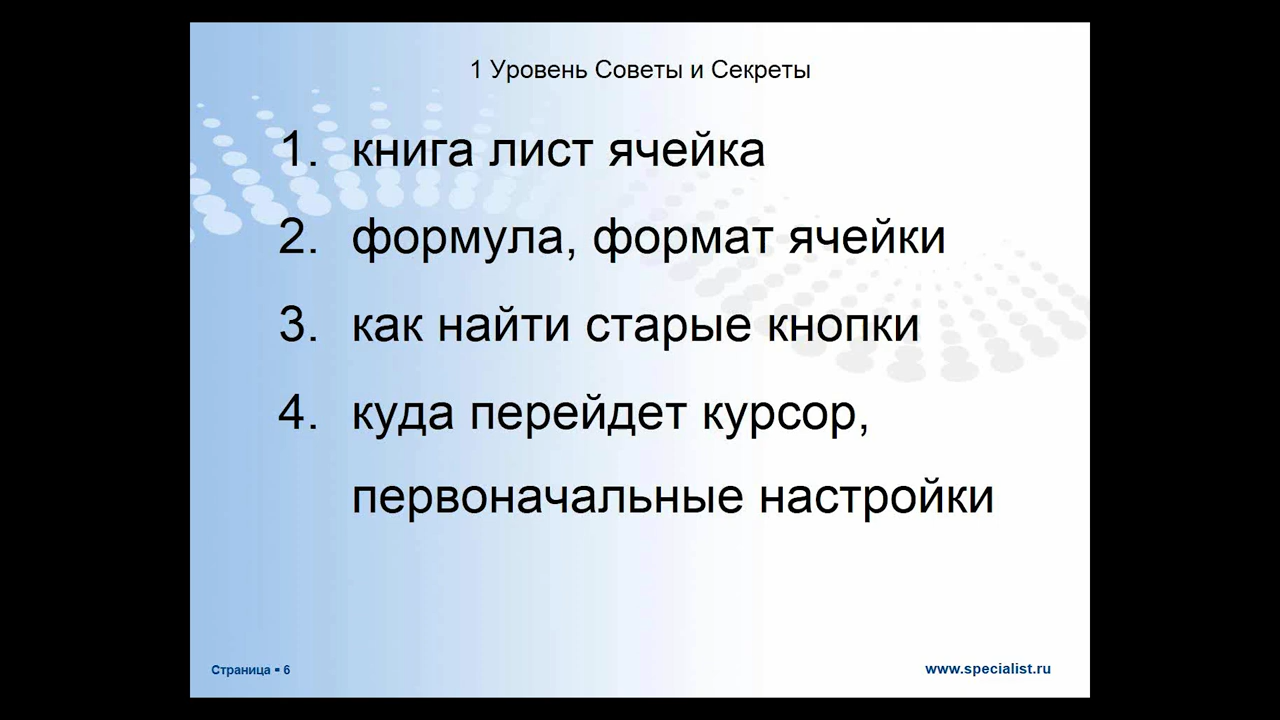 1 Уровень Советы и Секреты
1. книга лист ячейка
2. формула, формат ячейки
3. как найти старые кнопки
4. куда перейдет курсор,
первоначальные настройки
Страница ▪ 6
www.specialist.ru